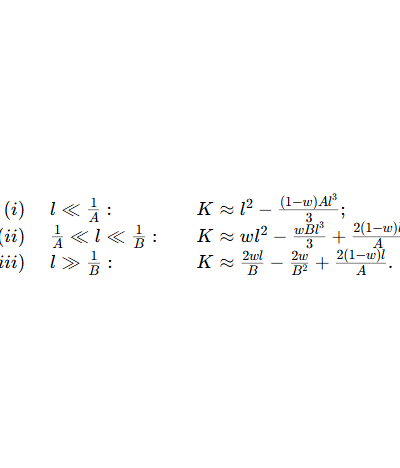 (i) l ≪ 1/A : K ≈ l² − (1−w)Al³/3;
(ii) 1/A ≪ l ≪ 1/B : K ≈ wl² − wBl³/3 + 2(1−w)l/A
iii) l ≫ 1/B : K ≈ 2wl/B − 2w/B² + 2(1−w)l/A.